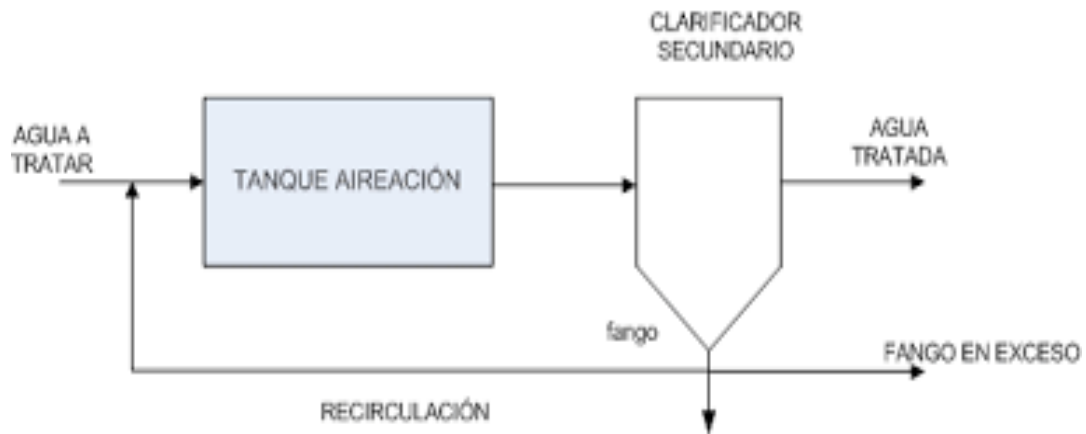 CLARIFICADOR
SECUNDARIO
AGUA A
TRATAR
TANQUE AIREACIÓN
AGUA
TRATADA
fango
FANGO EN EXCESO
RECIRCULACIÓN